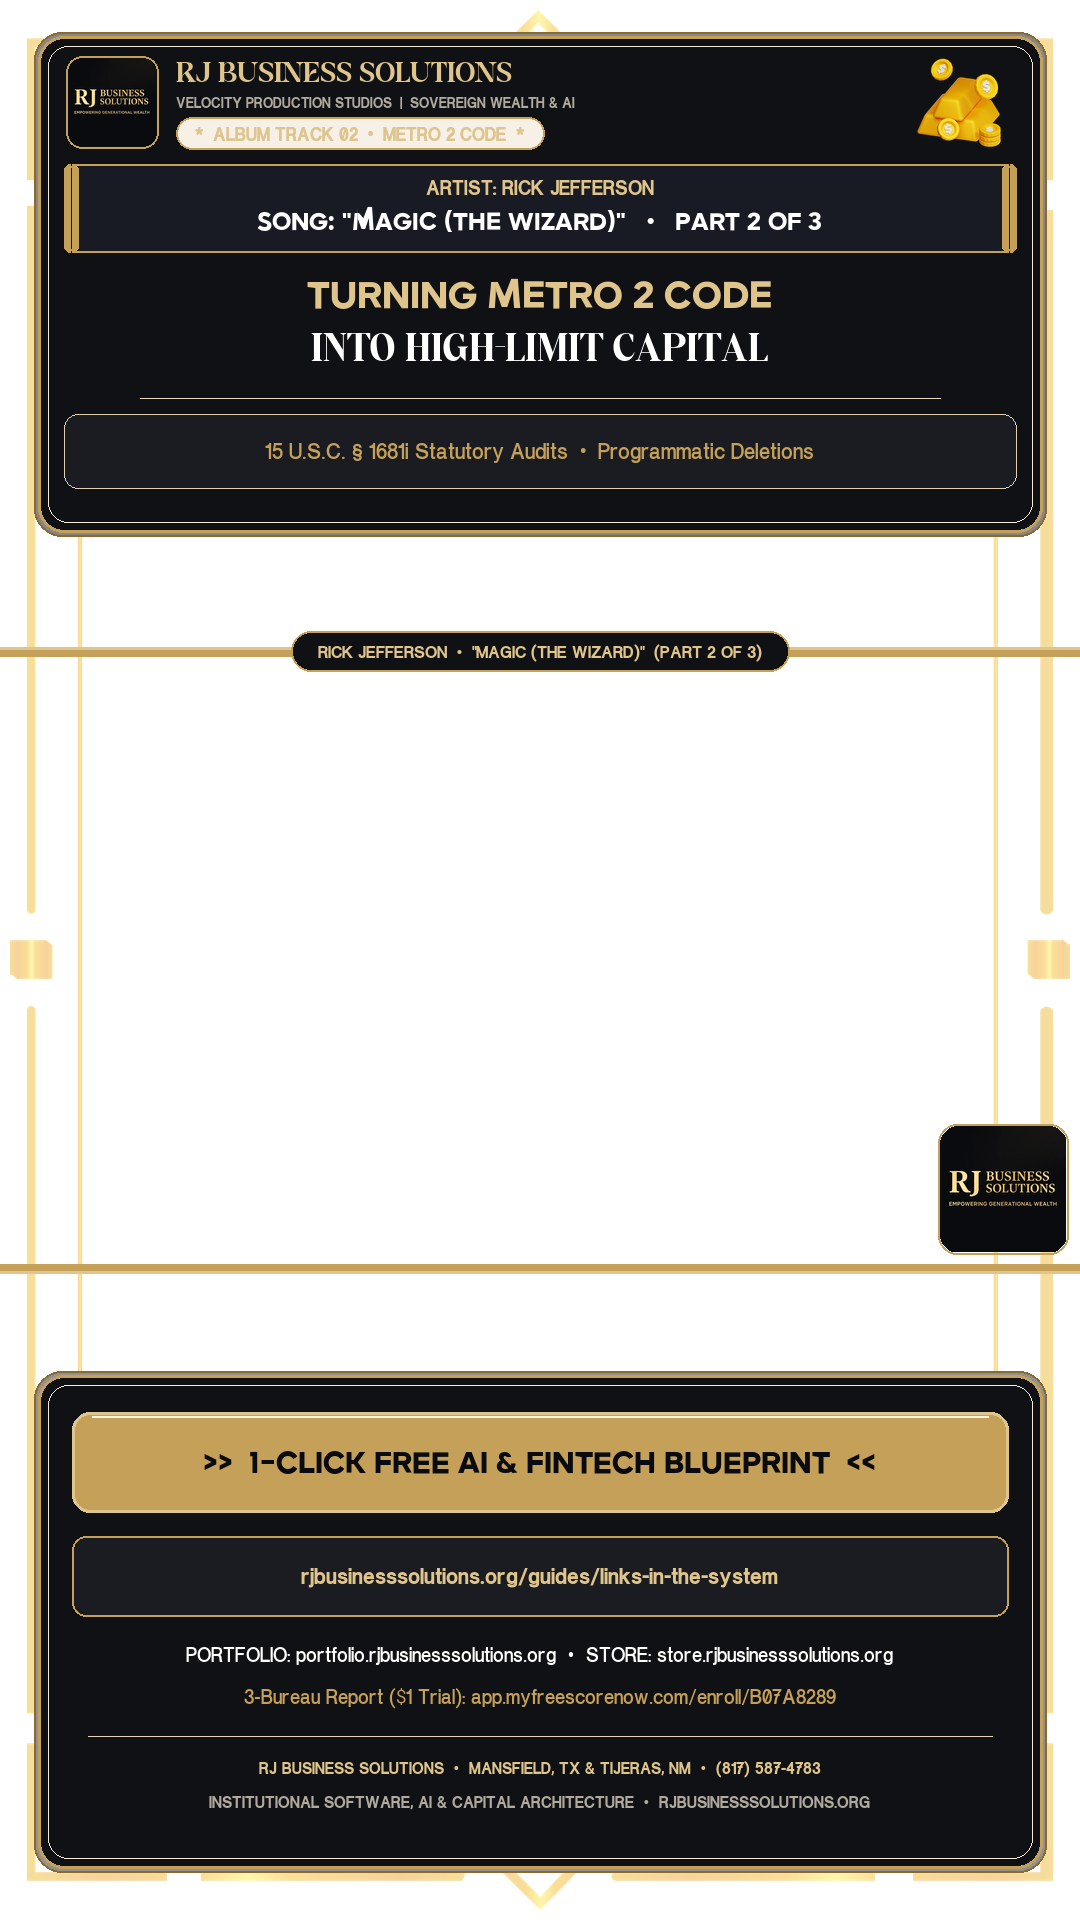 RJ BUSINESS SOLUTIONS
EMPOWERING GENERATIONAL WEALTH
RJ BUSINESS SOLUTIONS
VELOCITY PRODUCTION STUDIOS | SOVEREIGN WEALTH & AI
* ALBUM TRACK 02 • METRO 2 CODE *
ARTIST: RICK JEFFERSON
SONG: "MAGIC (THE WIZARD)" • PART 2 OF 3
TURNING METRO 2 CODE
INTO HIGH-LIMIT CAPITAL
15 U.S.C. § 1681i Statutory Audits • Programmatic Deletions
RICK JEFFERSON • "MAGIC (THE WIZARD)" (PART 2 OF 3)
RJ BUSINESS SOLUTIONS
EMPOWERING GENERATIONAL WEALTH
>> 1-CLICK FREE AI & FINTECH BLUEPRINT <<
rjbusinesssolutions.org/guides/links-in-the-system
PORTFOLIO: portfolio.rjbusinesssolutions.org • STORE: store.rjbusinesssolutions.org
3-Bureau Report ($1 Trial): app.myfreescorenow.com/enroll/B07A8289
RJ BUSINESS SOLUTIONS • MANSFIELD, TX & TIJERAS, NM • (817) 587-4783
INSTITUTIONAL SOFTWARE, AI & CAPITAL ARCHITECTURE • RJBUSINESSSOLUTIONS.ORG